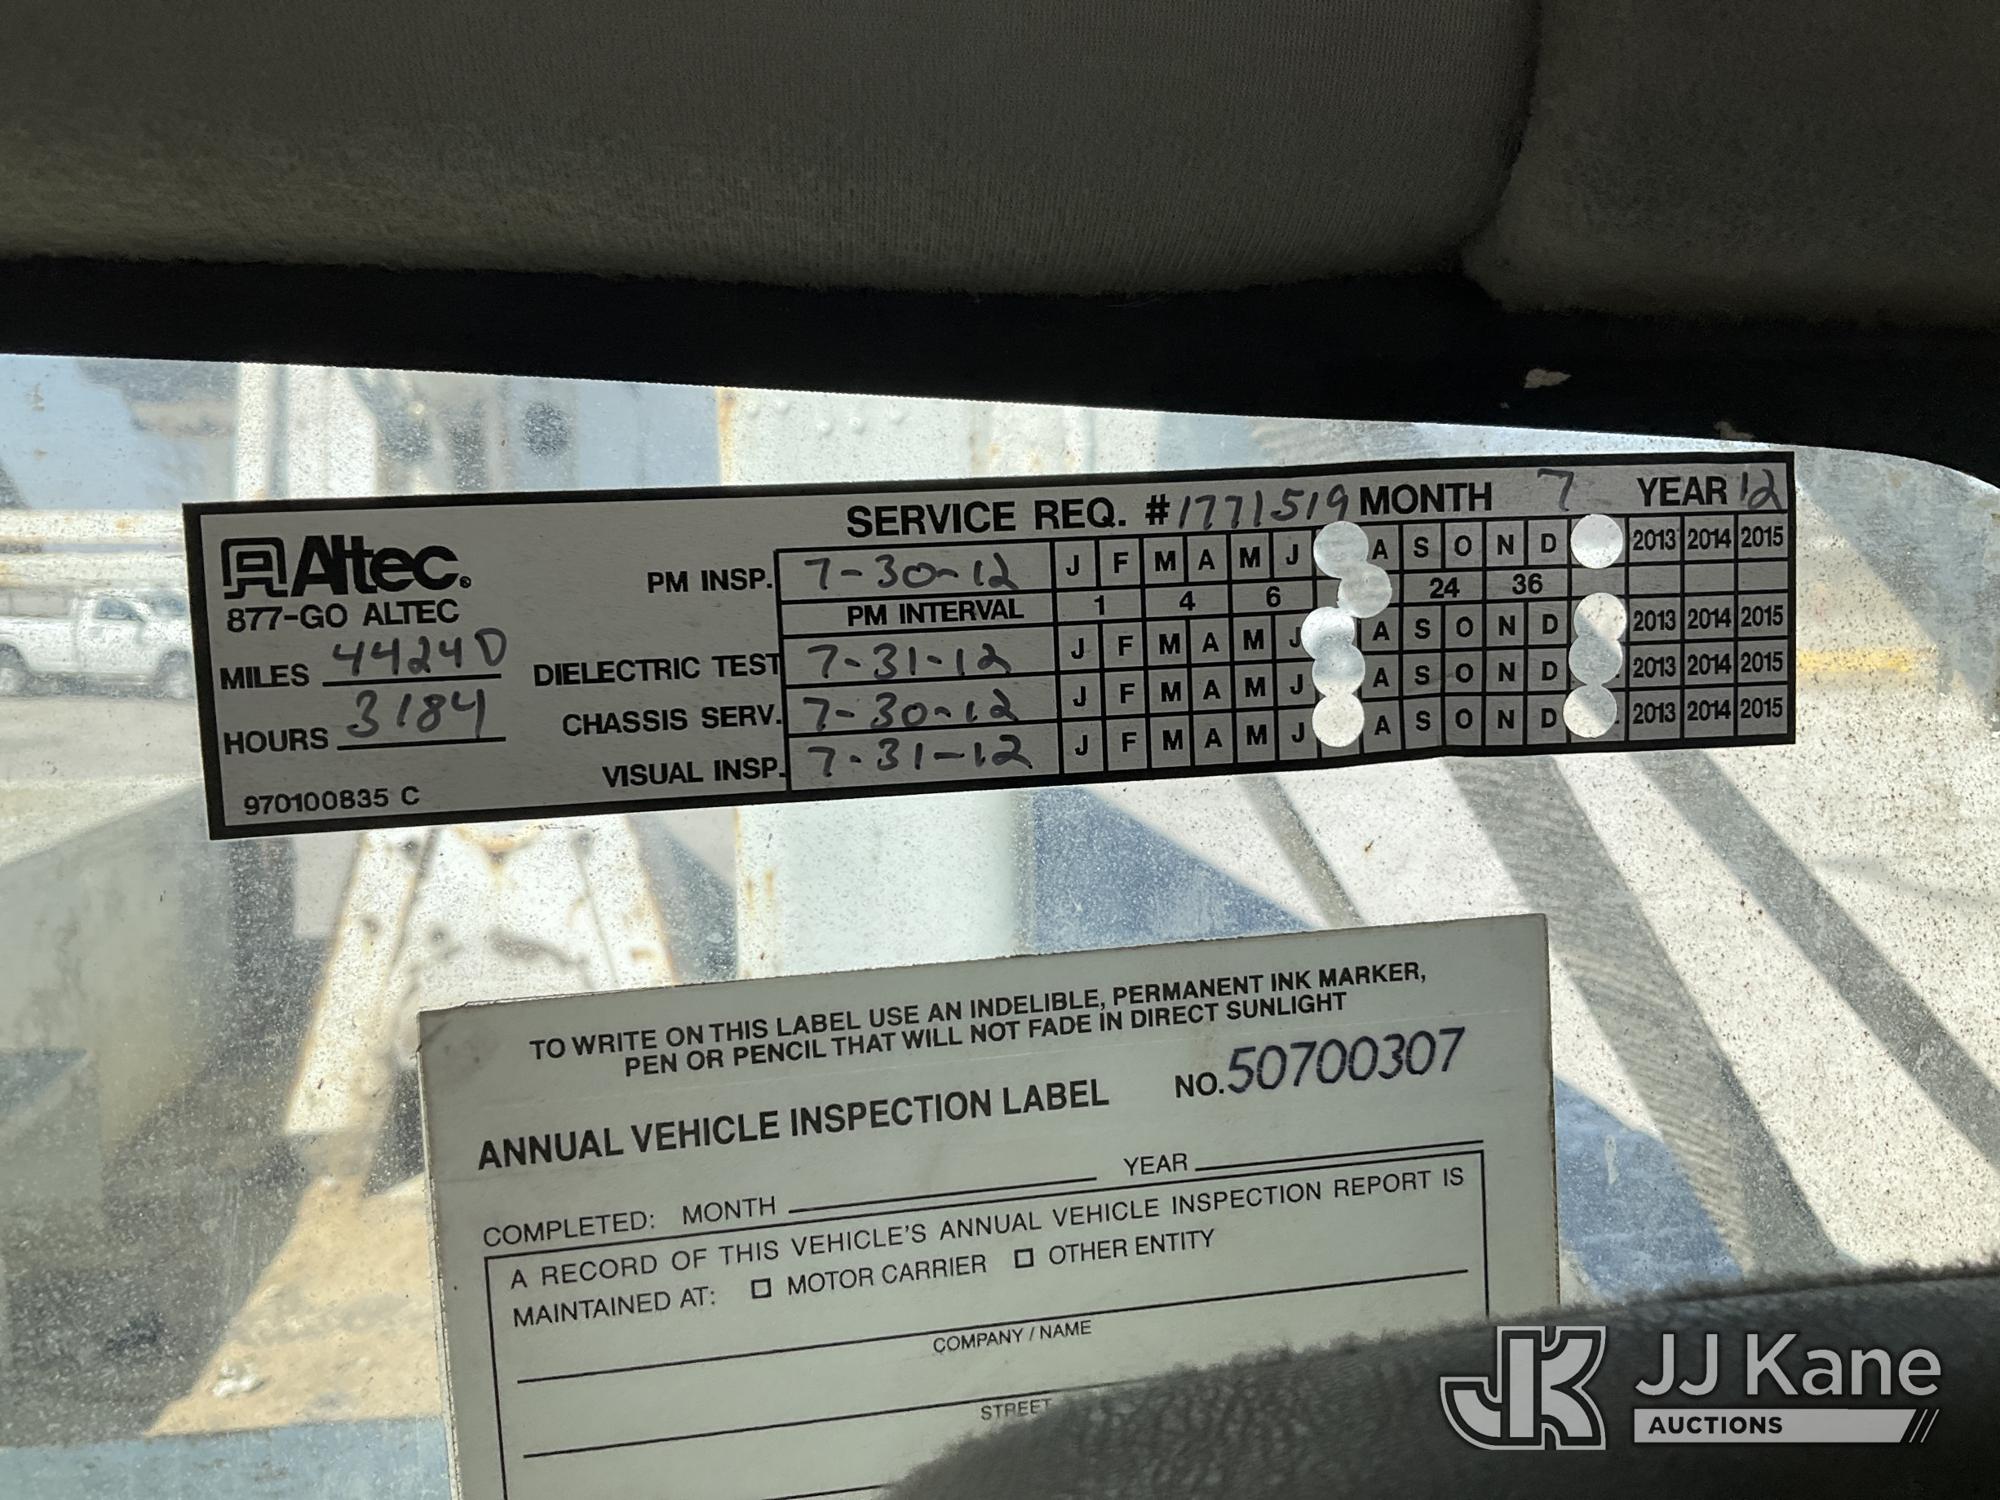 SERVICE REQ. #1771519 MONTH 7 YEAR 12
Altec®
877-GO ALTEC
MILES 44240
HOURS 3184
970100835 C
PM INSP. 7-30-12 J F M A M J A S O N D 2013 2014 2015
PM INTERVAL 1 4 6 24 36
DIELECTRIC TEST 7-31-12 J F M A M J A S O N D 2013 2014 2015
CHASSIS SERV. 7-30-12 J F M A M J A S O N D 2013 2014 2015
VISUAL INSP. 7-31-12 J F M A M J A S O N D 2013 2014 2015
TO WRITE ON THIS LABEL USE AN INDELIBLE, PERMANENT INK MARKER,
PEN OR PENCIL THAT WILL NOT FADE IN DIRECT SUNLIGHT
ANNUAL VEHICLE INSPECTION LABEL NO. 50700307
COMPLETED: MONTH YEAR
A RECORD OF THIS VEHICLE'S ANNUAL VEHICLE INSPECTION REPORT IS
MAINTAINED AT: ☐ MOTOR CARRIER ☐ OTHER ENTITY
COMPANY / NAME
STREET
JK JJ Kane
AUCTIONS